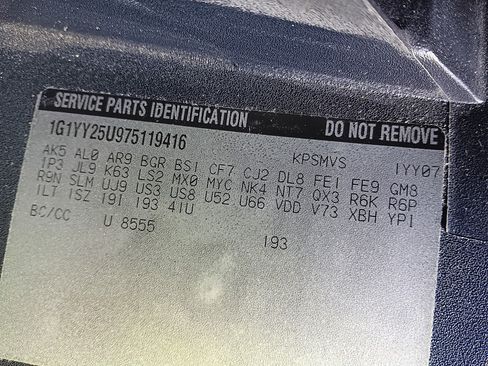 SERVICE PARTS IDENTIFICATION DO NOT REMOVE
1G1YY25U975119416 KPSMVS 1YY07
AK5 AL0 AR9 BGR BS1 CF7 CJ2 DL8 FE1 FE9 GM8
1P3 JL9 K63 LS2 MX0 MYC NK4 NT7 QX3 R6K R6P
R9N SLM UJ9 US3 US8 U52 U66 VDD V73 XBH YP1
1LT 1SZ 19I 193 41U
BC/CC U 8555 193